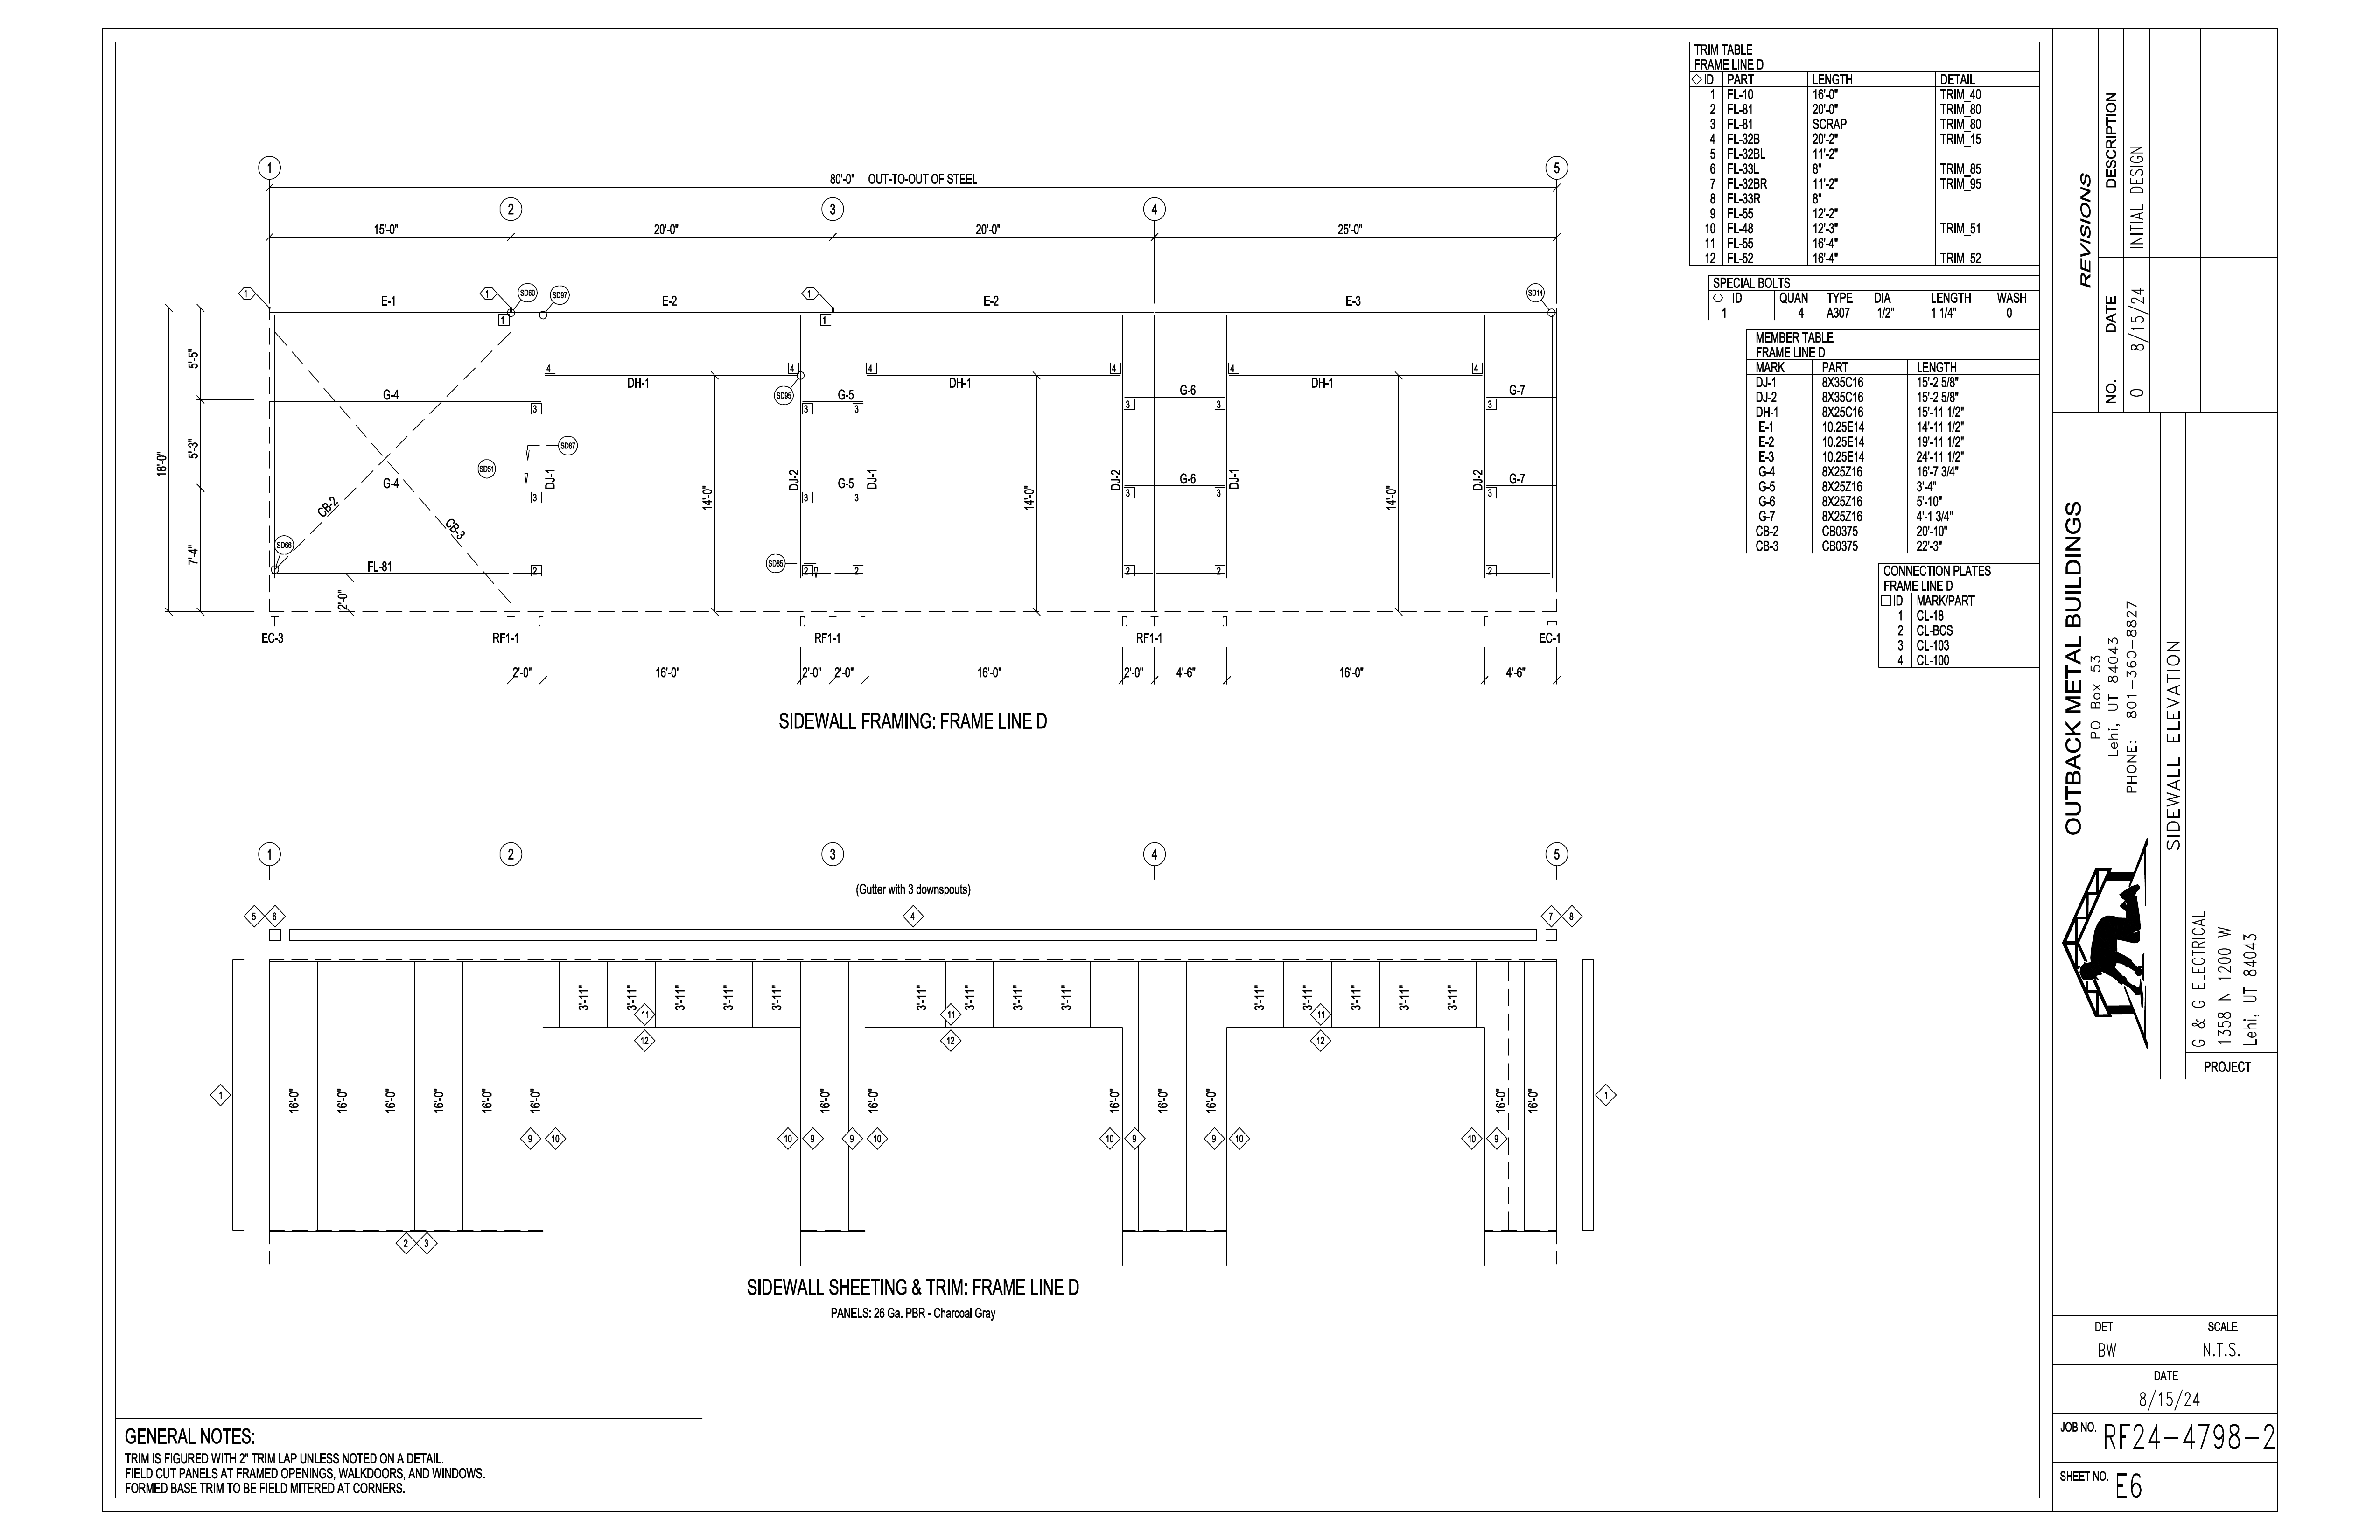 TRIM TABLE
FRAME LINE D
ID PART LENGTH DETAIL
1 FL-10 16'-0" TRIM_40
2 FL-81 20'-0" TRIM_80
3 FL-81 SCRAP TRIM_80
4 FL-32B 20'-2" TRIM_15
5 FL-32BL 11'-2"
6 FL-33L 8" TRIM_85
7 FL-32BR 11'-2" TRIM_95
8 FL-33R 8"
9 FL-55 12'-2"
10 FL-48 12'-3" TRIM_51
11 FL-55 16'-4"
12 FL-52 16'-4" TRIM_52
SPECIAL BOLTS
ID QUAN TYPE DIA LENGTH WASH
1 4 A307 1/2" 1 1/4" 0
MEMBER TABLE
FRAME LINE D
MARK PART LENGTH
DJ-1 8X35C16 15'-2 5/8"
DJ-2 8X35C16 15'-2 5/8"
DH-1 8X25C16 15'-11 1/2"
E-1 10.25E14 14'-11 1/2"
E-2 10.25E14 19'-11 1/2"
E-3 10.25E14 24'-11 1/2"
G-4 8X25Z16 16'-7 3/4"
G-5 8X25Z16 3'-4"
G-6 8X25Z16 5'-10"
G-7 8X25Z16 4'-1 3/4"
CB-2 CB0375 20'-10"
CB-3 CB0375 22'-3"
CONNECTION PLATES
FRAME LINE D
ID MARK/PART
1 CL-18
2 CL-BCS
3 CL-103
4 CL-100
1 5
80'-0" OUT-TO-OUT OF STEEL
2 3 4
15'-0" 20'-0" 20'-0" 25'-0"
1 1 SD60 SD97 1 SD14
E-1 E-2 E-2 E-3
1 1
4 4 4 4 4 4
DH-1 DH-1 DH-1
G-4 SD95 G-5 G-6 G-7
3 3 3 3 3 3
SD87
SD51
18'-0" 5'-5" 5'-3" 7'-4"
DJ-1 DJ-2 DJ-1 DJ-2 DJ-1 DJ-2
G-4 G-5 G-6 G-7
3 3 3 3 3 3
14'-0" 14'-0" 14'-0"
CB-2 CB-3
SD66 SD85
FL-81
2 2 2 2 2 2
2'-0"
EC-3 RF1-1 RF1-1 RF1-1 EC-1
2'-0" 16'-0" 2'-0" 2'-0" 16'-0" 2'-0" 4'-6" 16'-0" 4'-6"
SIDEWALL FRAMING: FRAME LINE D
1 2 3 4 5
(Gutter with 3 downspouts)
5 6 4 7 8
3'-11" 3'-11" 3'-11" 3'-11" 3'-11" 3'-11" 3'-11" 3'-11" 3'-11" 3'-11" 3'-11" 3'-11" 3'-11" 3'-11"
11 11 11
12 12 12
1 16'-0" 16'-0" 16'-0" 16'-0" 16'-0" 16'-0" 16'-0" 16'-0" 16'-0" 16'-0" 16'-0" 16'-0" 16'-0" 1
9 10 10 9 9 10 10 9 9 10 10 9
2 3
SIDEWALL SHEETING & TRIM: FRAME LINE D
PANELS: 26 Ga. PBR - Charcoal Gray
GENERAL NOTES:
TRIM IS FIGURED WITH 2" TRIM LAP UNLESS NOTED ON A DETAIL.
FIELD CUT PANELS AT FRAMED OPENINGS, WALKDOORS, AND WINDOWS.
FORMED BASE TRIM TO BE FIELD MITERED AT CORNERS.
REVISIONS
NO. DATE DESCRIPTION
0 8/15/24 INITIAL DESIGN
OUTBACK METAL BUILDINGS
PO Box 53
Lehi, UT 84043
PHONE: 801-360-8827
SIDEWALL ELEVATION
G & G ELECTRICAL
1358 N 1200 W
Lehi, UT 84043
PROJECT
DET SCALE
BW N.T.S.
DATE
8/15/24
JOB NO. RF24-4798-2
SHEET NO. E6